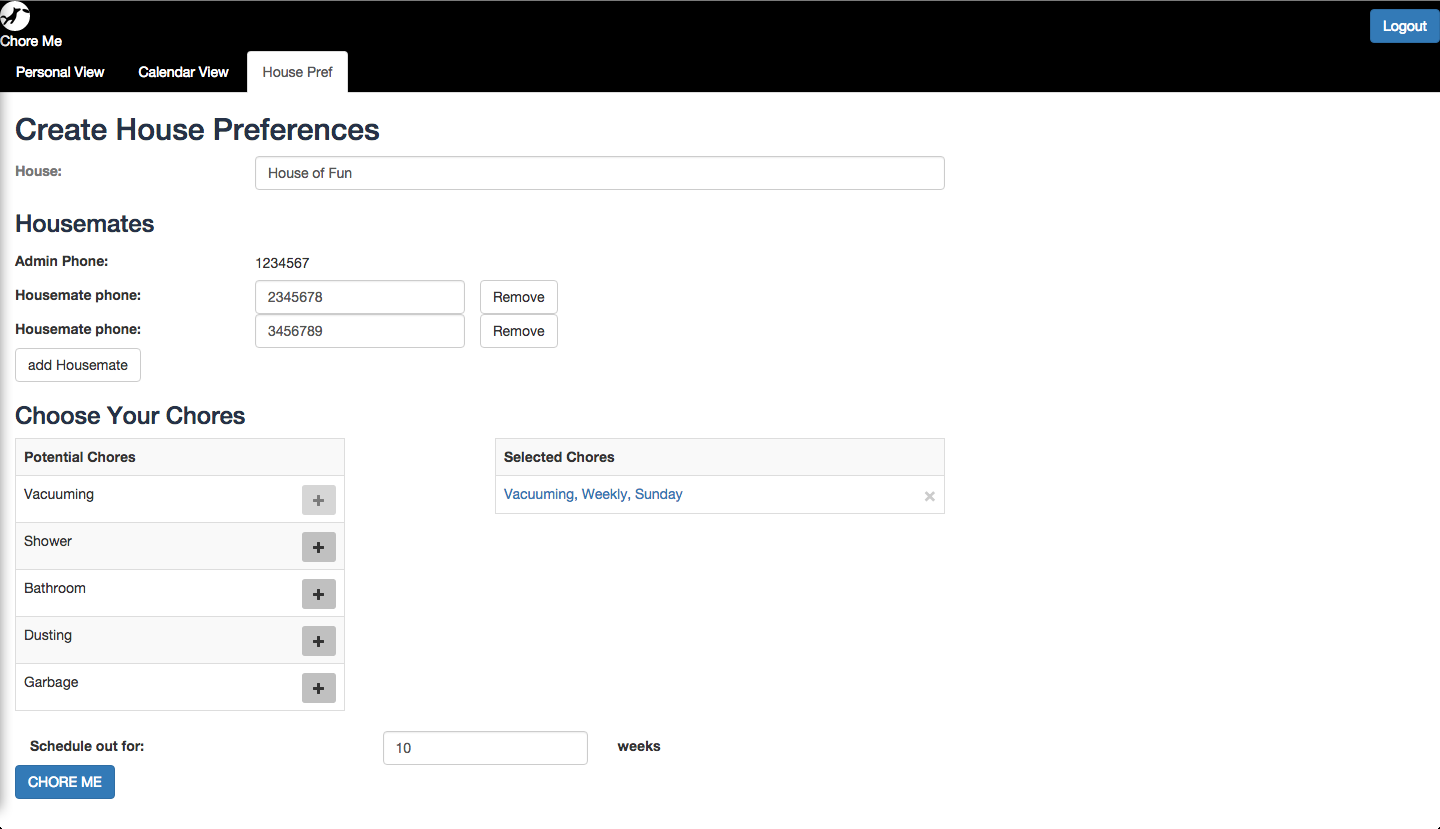 Chore Me
Logout
Personal View Calendar View House Pref
Create House Preferences
House: House of Fun
Housemates
Admin Phone: 1234567
Housemate phone: 2345678 Remove
Housemate phone: 3456789 Remove
add Housemate
Choose Your Chores
Potential Chores Selected Chores
Vacuuming + Vacuuming, Weekly, Sunday ×
Shower +
Bathroom +
Dusting +
Garbage +
Schedule out for: 10 weeks
CHORE ME